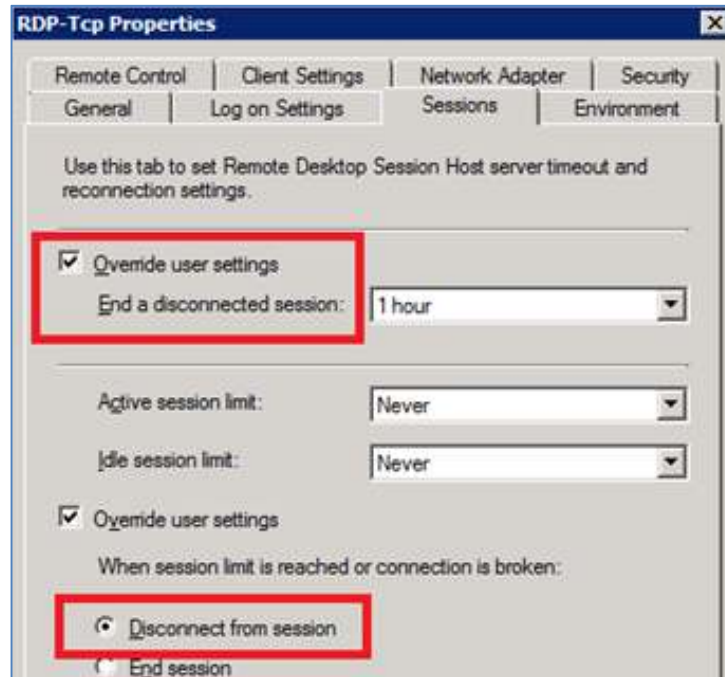 RDP-Tcp Properties
Remote Control Client Settings Network Adapter Security
General Log on Settings Sessions Environment
Use this tab to set Remote Desktop Session Host server timeout and
reconnection settings.
Override user settings
End a disconnected session: 1 hour
Active session limit: Never
Idle session limit: Never
Override user settings
When session limit is reached or connection is broken:
Disconnect from session
End session